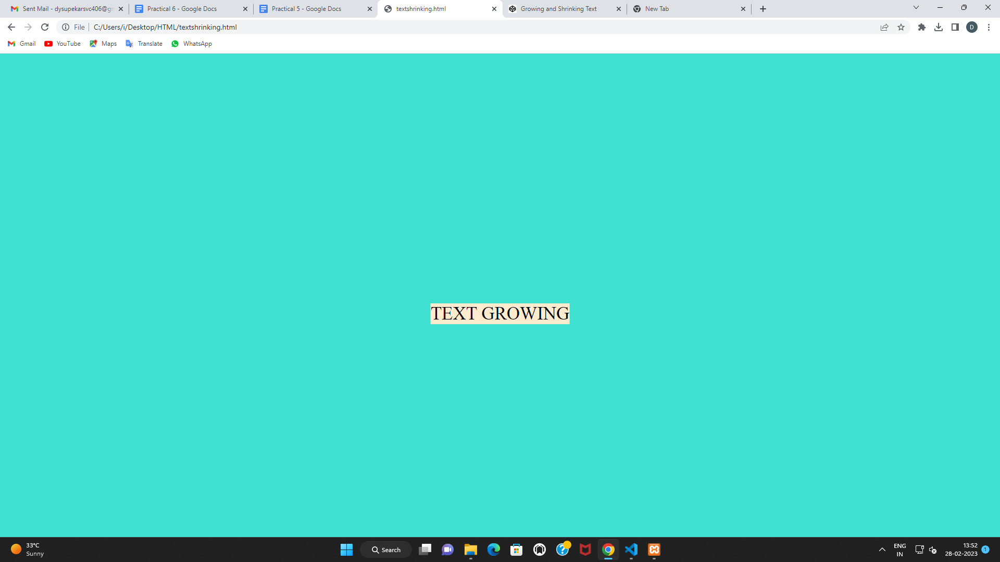 Sent Mail - dysupekarsvc406@g
Practical 6 - Google Docs
Practical 5 - Google Docs
textshrinking.html
Growing and Shrinking Text
New Tab
File
C:/Users/i/Desktop/HTML/textshrinking.html
D
Gmail
YouTube
Maps
Translate
WhatsApp
TEXT GROWING
33°C
Sunny
Search
ENG
IN
13:52
28-02-2023
1